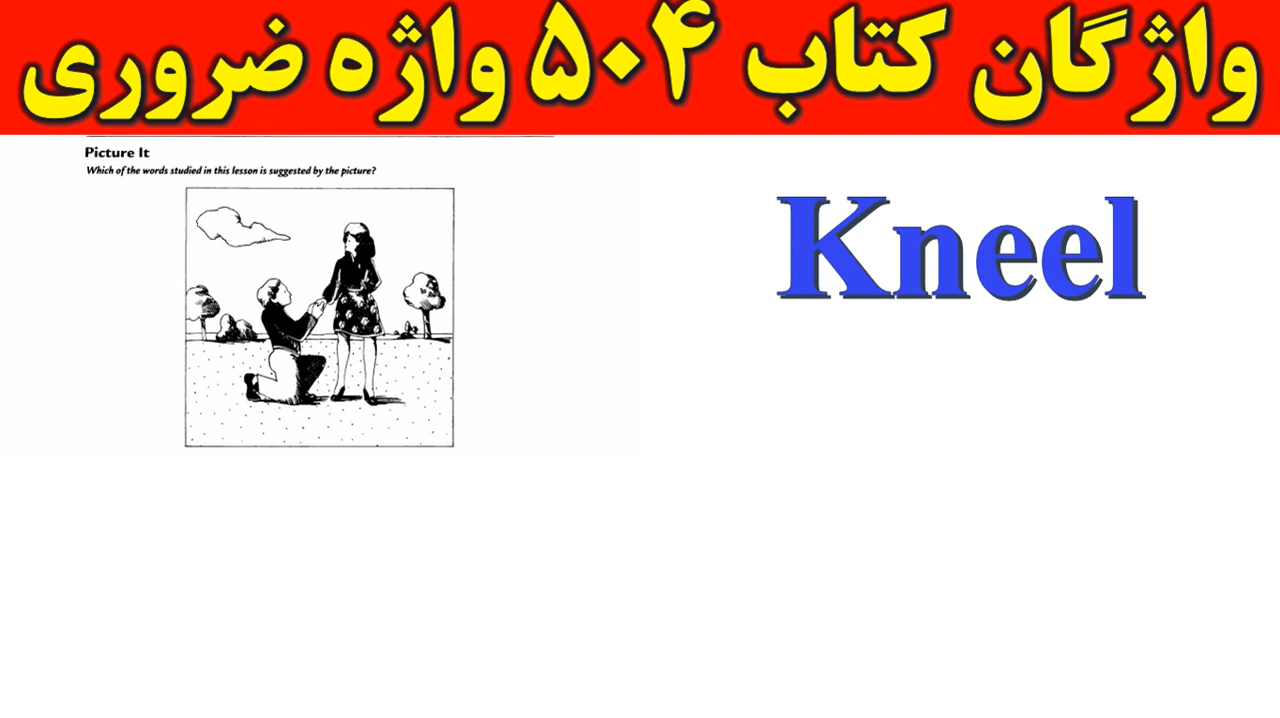 واژگان کتاب ۵۰۴ واژه ضروری
Picture It
Which of the words studied in this lesson is suggested by the picture?
Kneel